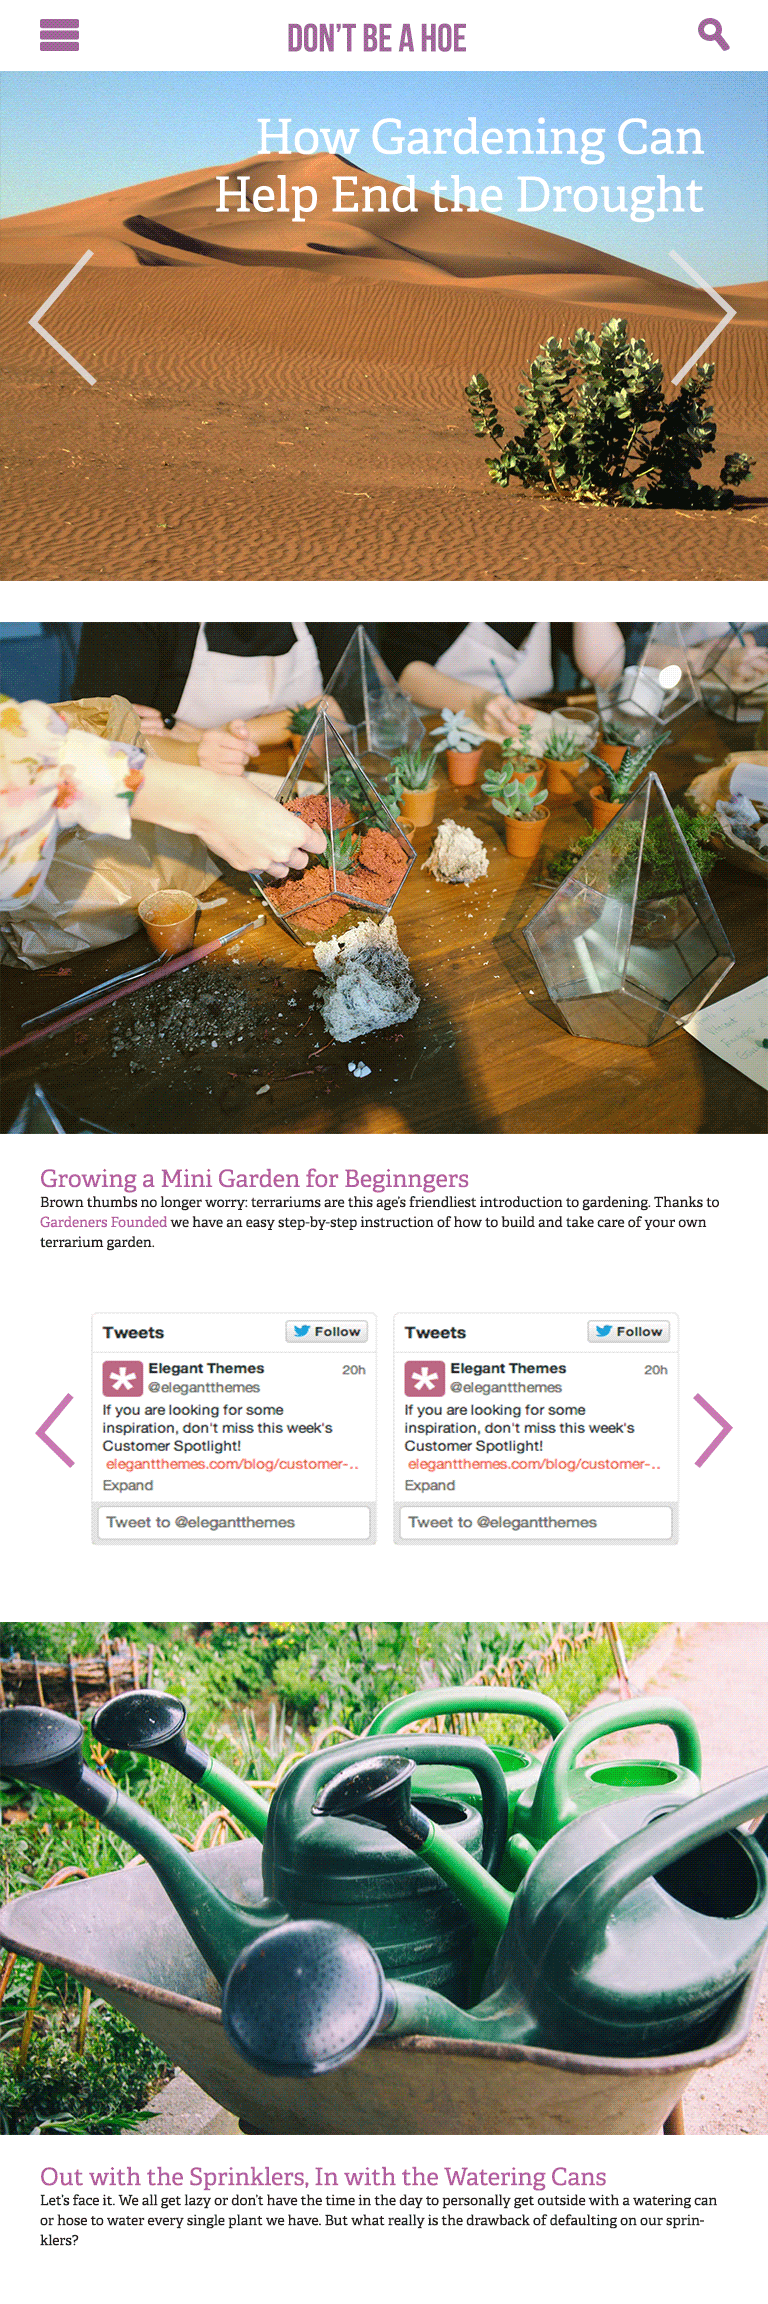 DON'T BE A HOE
How Gardening Can
Help End the Drought
Growing a Mini Garden for Beginngers
Brown thumbs no longer worry: terrariums are this age's friendliest introduction to gardening. Thanks to
Gardeners Founded we have an easy step-by-step instruction of how to build and take care of your own
terrarium garden.
Tweets
Follow
Elegant Themes
20h
@elegantthemes
If you are looking for some
inspiration, don't miss this week's
Customer Spotlight!
elegantthemes.com/blog/customer-..
Expand
Tweet to @elegantthemes
Tweets
Follow
Elegant Themes
20h
@elegantthemes
If you are looking for some
inspiration, don't miss this week's
Customer Spotlight!
elegantthemes.com/blog/customer-..
Expand
Tweet to @elegantthemes
Out with the Sprinklers, In with the Watering Cans
Let's face it. We all get lazy or don't have the time in the day to personally get outside with a watering can
or hose to water every single plant we have. But what really is the drawback of defaulting on our sprin-
klers?